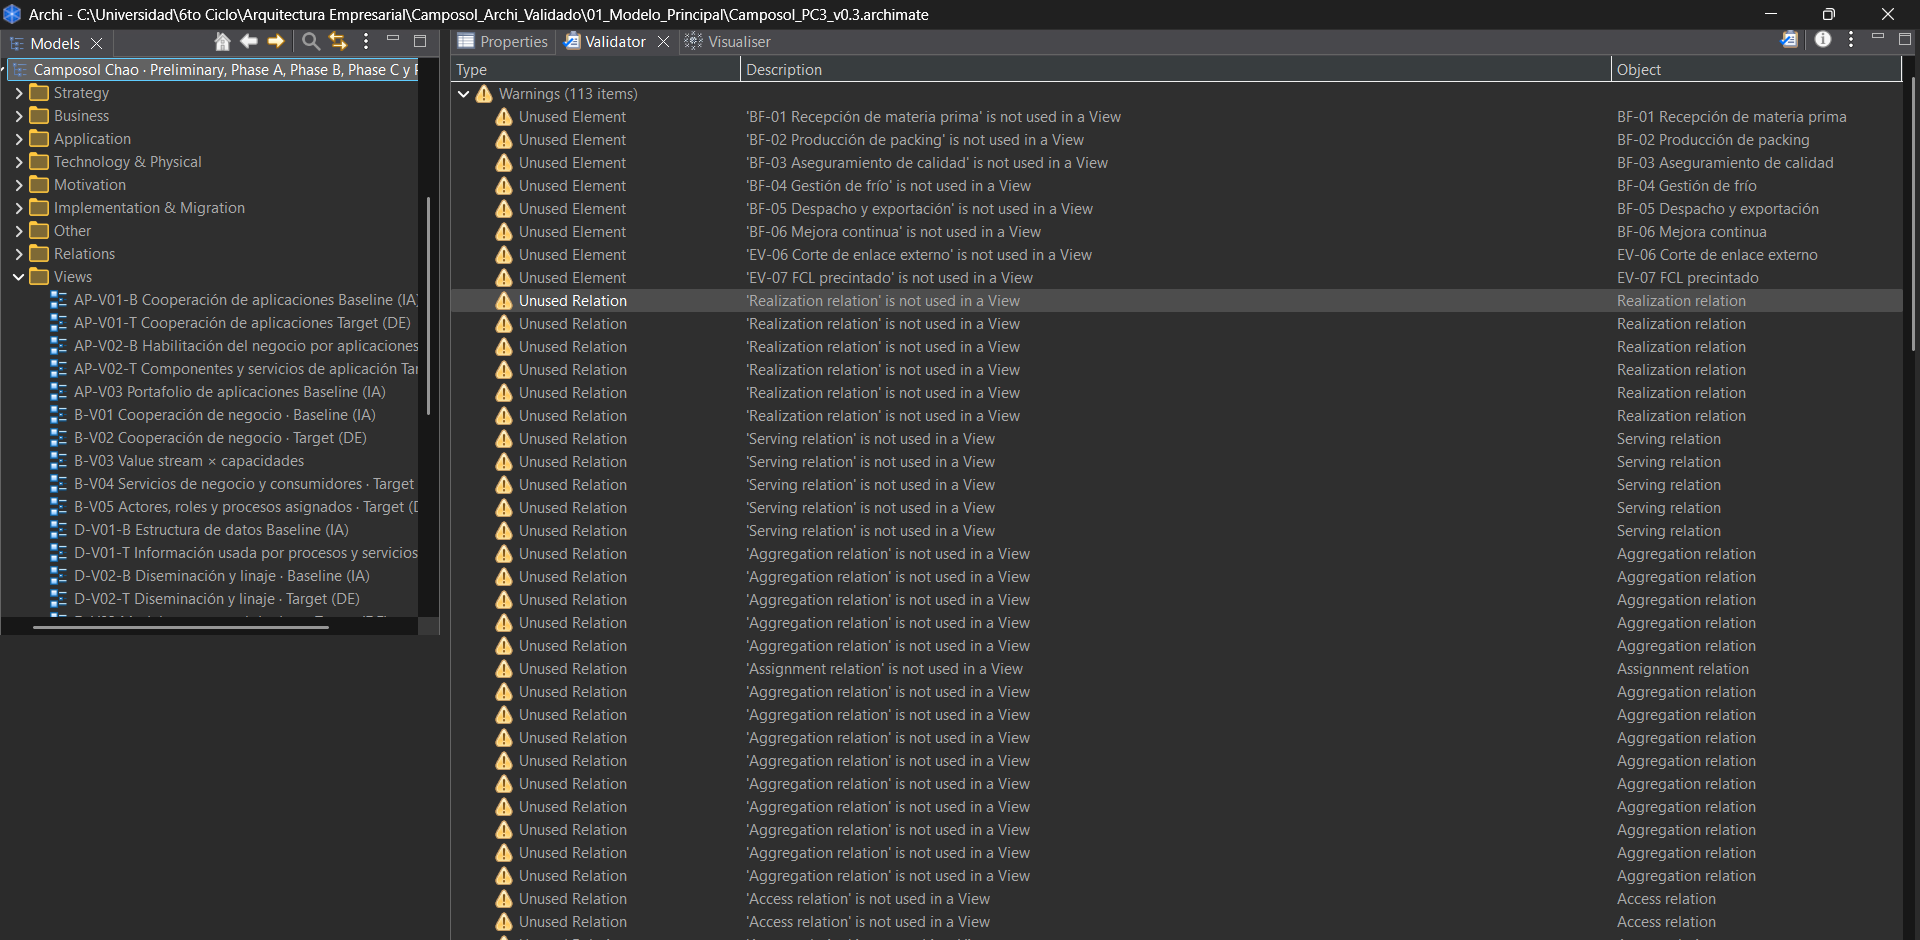 Archi - C:\Universidad\6to Ciclo\Arquitectura Empresarial\Camposol_Archi_Validado\01_Modelo_Principal\Camposol_PC3_v0.3.archimate
Models
Camposol Chao · Preliminary, Phase A, Phase B, Phase C y
Strategy
Business
Application
Technology & Physical
Motivation
Implementation & Migration
Other
Relations
Views
AP-V01-B Cooperación de aplicaciones Baseline (IA)
AP-V01-T Cooperación de aplicaciones Target (DE)
AP-V02-B Habilitación del negocio por aplicaciones
AP-V02-T Componentes y servicios de aplicación
AP-V03 Portafolio de aplicaciones Baseline (IA)
B-V01 Cooperación de negocio · Baseline (IA)
B-V02 Cooperación de negocio · Target (DE)
B-V03 Value stream × capacidades
B-V04 Servicios de negocio y consumidores · Target
B-V05 Actores, roles y procesos asignados · Target
D-V01-B Estructura de datos Baseline (IA)
D-V01-T Información usada por procesos y servicios
D-V02-B Diseminación y linaje · Baseline (IA)
D-V02-T Diseminación y linaje · Target (DE)
Properties Validator Visualiser
Type Description Object
Warnings (113 items)
Unused Element 'BF-01 Recepción de materia prima' is not used in a View BF-01 Recepción de materia prima
Unused Element 'BF-02 Producción de packing' is not used in a View BF-02 Producción de packing
Unused Element 'BF-03 Aseguramiento de calidad' is not used in a View BF-03 Aseguramiento de calidad
Unused Element 'BF-04 Gestión de frío' is not used in a View BF-04 Gestión de frío
Unused Element 'BF-05 Despacho y exportación' is not used in a View BF-05 Despacho y exportación
Unused Element 'BF-06 Mejora continua' is not used in a View BF-06 Mejora continua
Unused Element 'EV-06 Corte de enlace externo' is not used in a View EV-06 Corte de enlace externo
Unused Element 'EV-07 FCL precintado' is not used in a View EV-07 FCL precintado
Unused Relation 'Realization relation' is not used in a View Realization relation
Unused Relation 'Realization relation' is not used in a View Realization relation
Unused Relation 'Realization relation' is not used in a View Realization relation
Unused Relation 'Realization relation' is not used in a View Realization relation
Unused Relation 'Realization relation' is not used in a View Realization relation
Unused Relation 'Realization relation' is not used in a View Realization relation
Unused Relation 'Serving relation' is not used in a View Serving relation
Unused Relation 'Serving relation' is not used in a View Serving relation
Unused Relation 'Serving relation' is not used in a View Serving relation
Unused Relation 'Serving relation' is not used in a View Serving relation
Unused Relation 'Serving relation' is not used in a View Serving relation
Unused Relation 'Aggregation relation' is not used in a View Aggregation relation
Unused Relation 'Aggregation relation' is not used in a View Aggregation relation
Unused Relation 'Aggregation relation' is not used in a View Aggregation relation
Unused Relation 'Aggregation relation' is not used in a View Aggregation relation
Unused Relation 'Aggregation relation' is not used in a View Aggregation relation
Unused Relation 'Assignment relation' is not used in a View Assignment relation
Unused Relation 'Aggregation relation' is not used in a View Aggregation relation
Unused Relation 'Aggregation relation' is not used in a View Aggregation relation
Unused Relation 'Aggregation relation' is not used in a View Aggregation relation
Unused Relation 'Aggregation relation' is not used in a View Aggregation relation
Unused Relation 'Aggregation relation' is not used in a View Aggregation relation
Unused Relation 'Aggregation relation' is not used in a View Aggregation relation
Unused Relation 'Aggregation relation' is not used in a View Aggregation relation
Unused Relation 'Aggregation relation' is not used in a View Aggregation relation
Unused Relation 'Aggregation relation' is not used in a View Aggregation relation
Unused Relation 'Access relation' is not used in a View Access relation
Unused Relation 'Access relation' is not used in a View Access relation